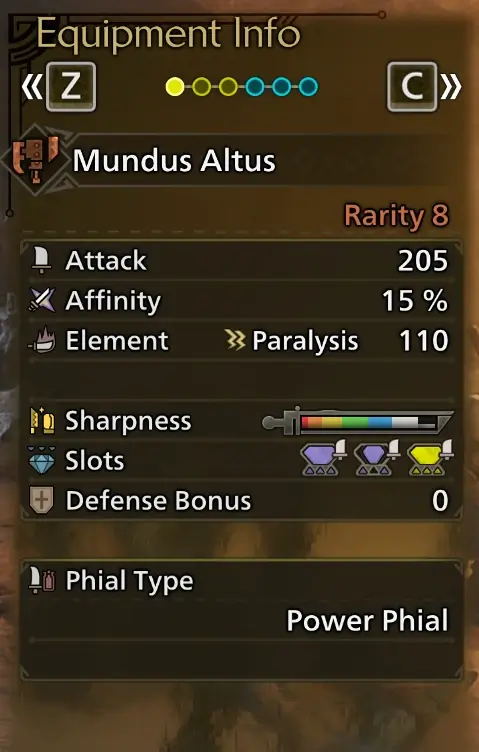 Equipment Info
« Z C »
Mundus Altus
Rarity 8
Attack 205
Affinity 15 %
Element Paralysis 110
Sharpness
Slots
Defense Bonus 0
Phial Type
Power Phial